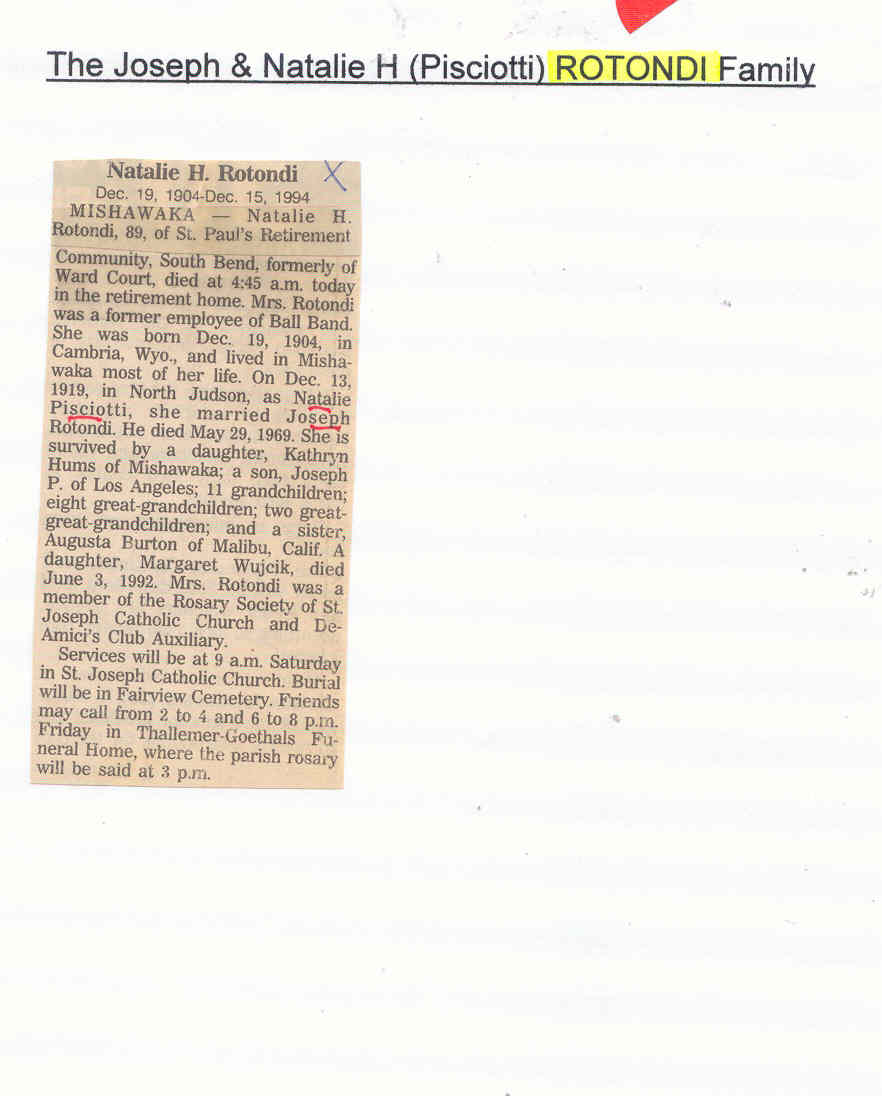 The Joseph & Natalie H (Pisciotti) ROTONDI Family
Natalie H. Rotondi X
Dec. 19, 1904-Dec. 15, 1994
MISHAWAKA — Natalie H.
Rotondi, 89, of St. Paul's Retirement
Community, South Bend, formerly of
Ward Court, died at 4:45 a.m. today
in the retirement home. Mrs. Rotondi
was a former employee of Ball Band.
She was born Dec. 19, 1904, in
Cambria, Wyo., and lived in Misha-
waka most of her life. On Dec. 13,
1919, in North Judson, as Natalie
Pisciotti, she married Joseph
Rotondi. He died May 29, 1969. She is
survived by a daughter, Kathryn
Hums of Mishawaka; a son, Joseph
P. of Los Angeles; 11 grandchildren;
eight great-grandchildren; two great-
great-grandchildren; and a sister,
Augusta Burton of Malibu, Calif. A
daughter, Margaret Wujcik, died
June 3, 1992. Mrs. Rotondi was a
member of the Rosary Society of St.
Joseph Catholic Church and De-
Amici's Club Auxiliary.
Services will be at 9 a.m. Saturday
in St. Joseph Catholic Church. Burial
will be in Fairview Cemetery. Friends
may call from 2 to 4 and 6 to 8 p.m.
Friday in Thallemer-Goethals Fu-
neral Home, where the parish rosary
will be said at 3 p.m.